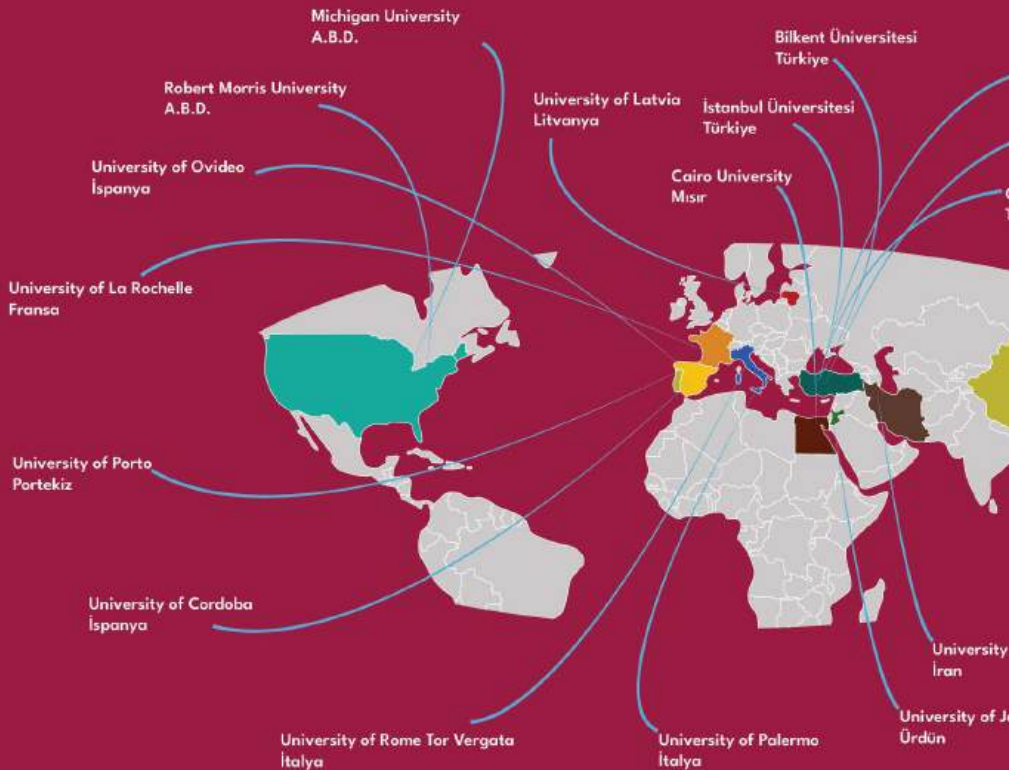 Michigan University
A.B.D.
Bilkent Üniversitesi
Türkiye
Robert Morris University
A.B.D.
University of Latvia
Litvanya
İstanbul Üniversitesi
Türkiye
University of Ovideo
İspanya
Cairo University
Mısır
University of La Rochelle
Fransa
University of Porto
Portekiz
University of Cordoba
İspanya
University
İran
University of Rome Tor Vergata
İtalya
University of Palermo
İtalya
University of
Ürdün